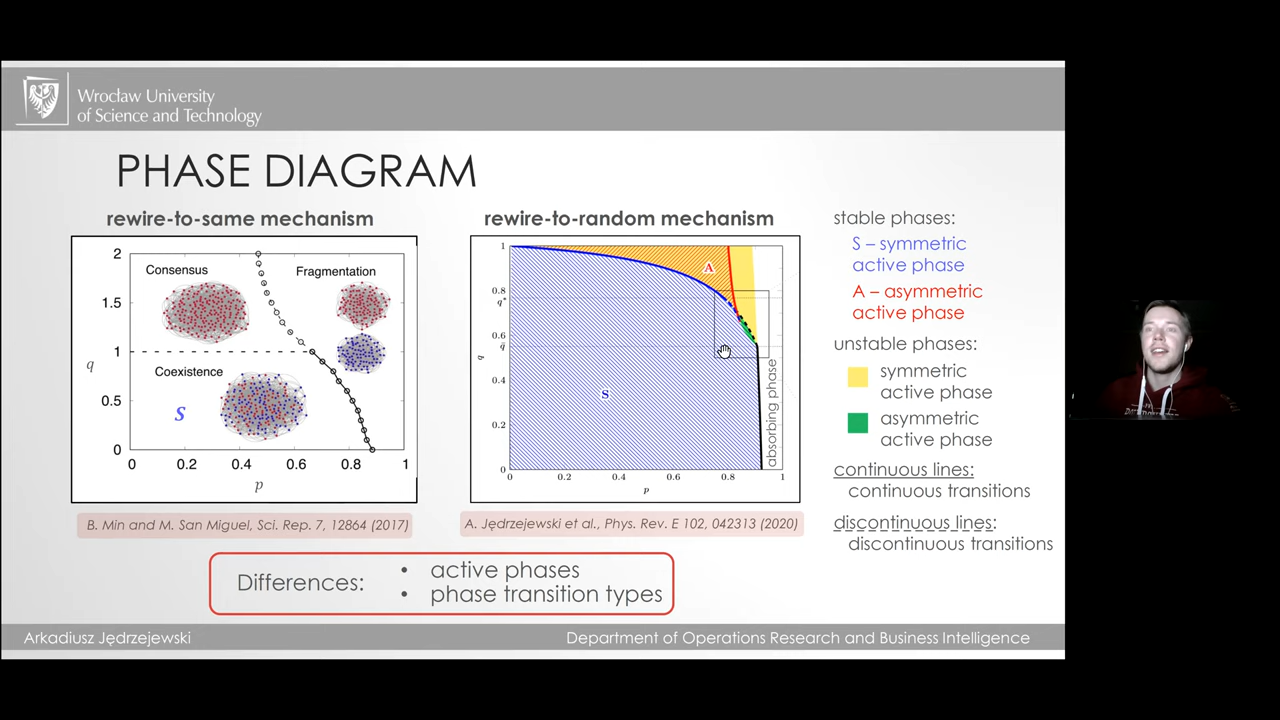 Wrocław University
of Science and Technology
PHASE DIAGRAM
rewire-to-same mechanism
2
1.5
1
0.5
0
q
Consensus
Fragmentation
Coexistence
S
0
0.2
0.4
0.6
0.8
1
p
B. Min and M. San Miguel, Sci. Rep. 7, 12864 (2017)
rewire-to-random mechanism
1
0.8
q*
0.6
q̄
q
0.4
0.2
0
A
S
absorbing phase
0
0.2
0.4
0.6
0.8
1
p
A. Jędrzejewski et al., Phys. Rev. E 102, 042313 (2020)
stable phases:
S – symmetric
active phase
A – asymmetric
active phase
unstable phases:
symmetric
active phase
asymmetric
active phase
continuous lines:
continuous transitions
discontinuous lines:
discontinuous transitions
Differences:
• active phases
• phase transition types
Arkadiusz Jędrzejewski
Department of Operations Research and Business Intelligence